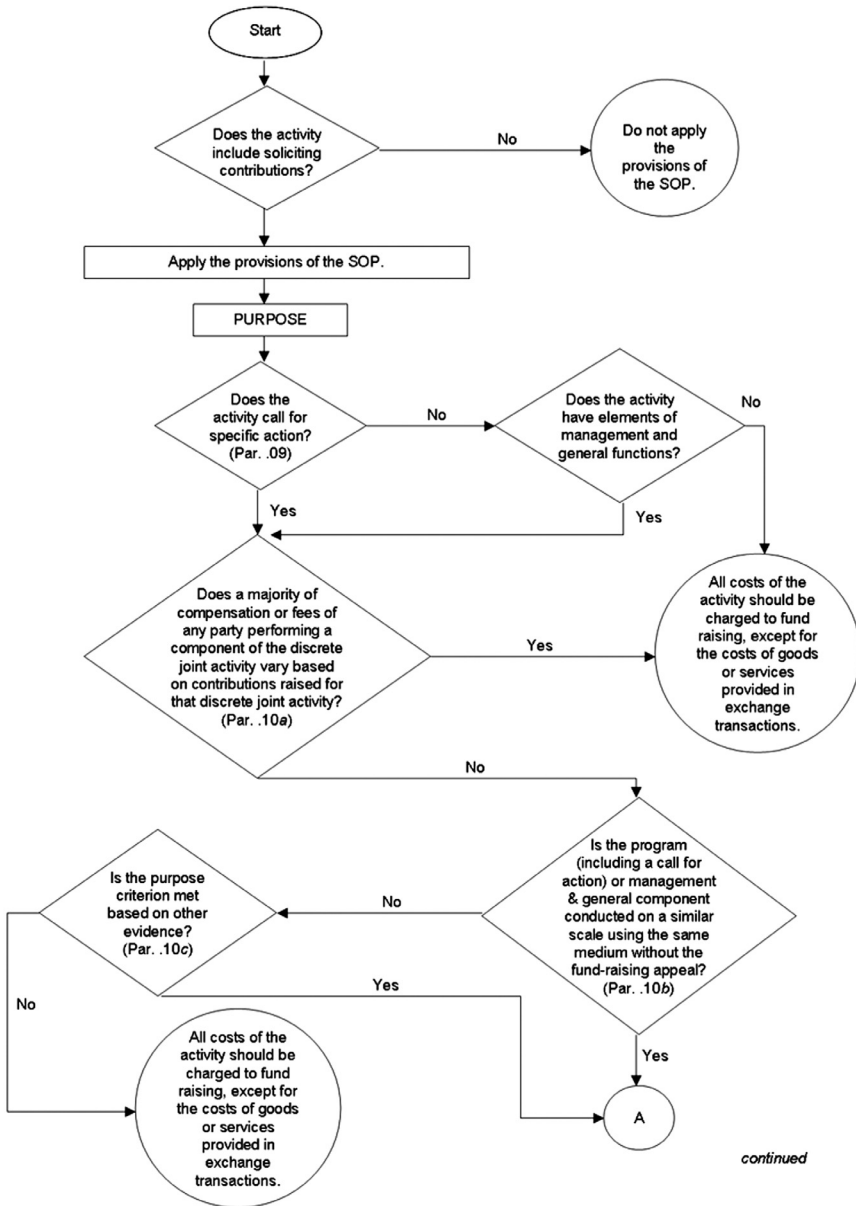 Start
Does the activity
include soliciting
contributions?
No
Do not apply
the
provisions of
the SOP.
Apply the provisions of the SOP.
PURPOSE
Does the
activity call for
specific action?
(Par. .09)
No
Does the activity
have elements of
management and
general functions?
No
Yes
Yes
Does a majority of
compensation or fees of
any party performing a
component of the discrete
joint activity vary based
on contributions raised for
that discrete joint activity?
(Par. .10a)
Yes
All costs of the
activity should be
charged to fund
raising, except for
the costs of goods
or services
provided in
exchange
transactions.
No
Is the program
(including a call for
action) or management
& general component
conducted on a similar
scale using the same
medium without the
fund-raising appeal?
(Par. .10b)
No
Is the purpose
criterion met
based on other
evidence?
(Par. .10c)
No
Yes
Yes
All costs of the
activity should be
charged to fund
raising, except for
the costs of goods
or services
provided in
exchange
transactions.
A
continued